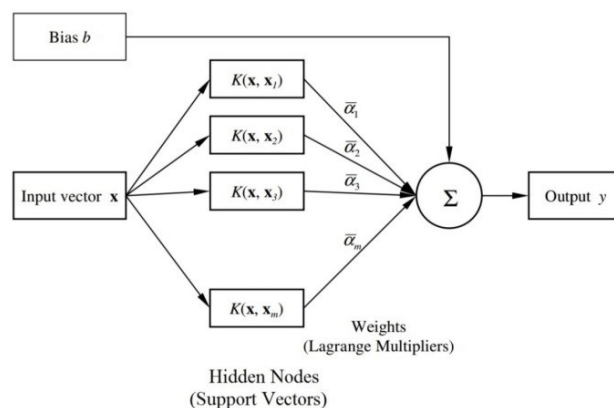 Bias b
K(x, x1)
K(x, x2)
K(x, x3)
K(x, xm)
Input vector x
ᾱ1
ᾱ2
ᾱ3
ᾱm
Σ
Output y
Weights
(Lagrange Multipliers)
Hidden Nodes
(Support Vectors)